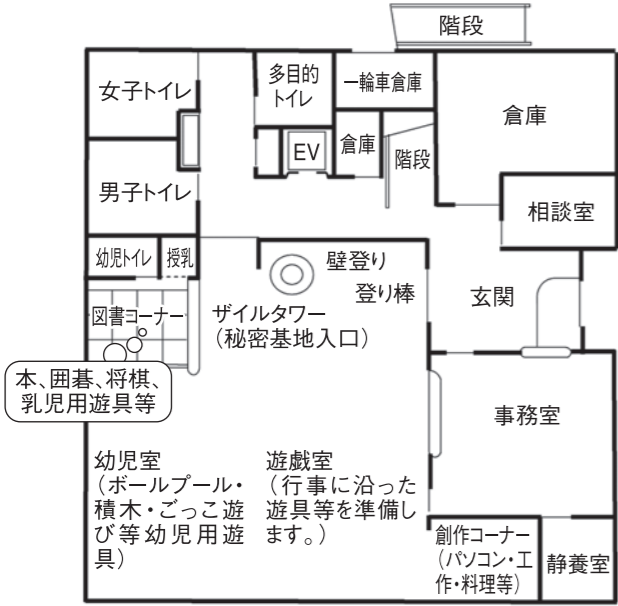 階段
女子トイレ
多目的
トイレ
一輪車倉庫
倉庫
EV
倉庫
階段
男子トイレ
相談室
幼児トイレ
授乳
壁登り
登り棒
玄関
図書コーナー
ザイルタワー
（秘密基地入口）
本、囲碁、将棋、
乳児用遊具等
事務室
幼児室
（ボールプール・
積木・ごっこ遊
び等幼児用遊
具）
遊戯室
（行事に沿った
遊具等を準備し
ます。）
創作コーナー
（パソコン・工
作・料理等）
静養室